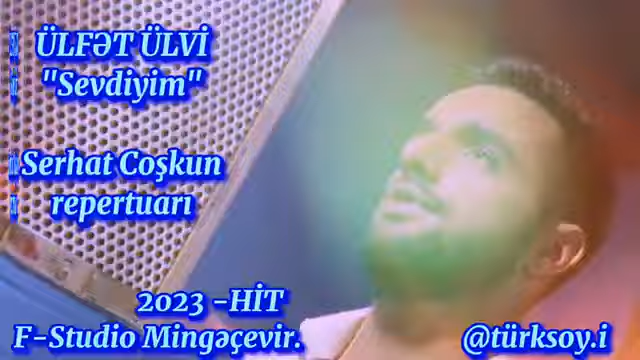 ÜLFƏT ÜLVİ
"Sevdiyim"
Serhat Coşkun
repertuarı
2023 -HİT
F-Studio Mingəçevir.
@türksoy.i